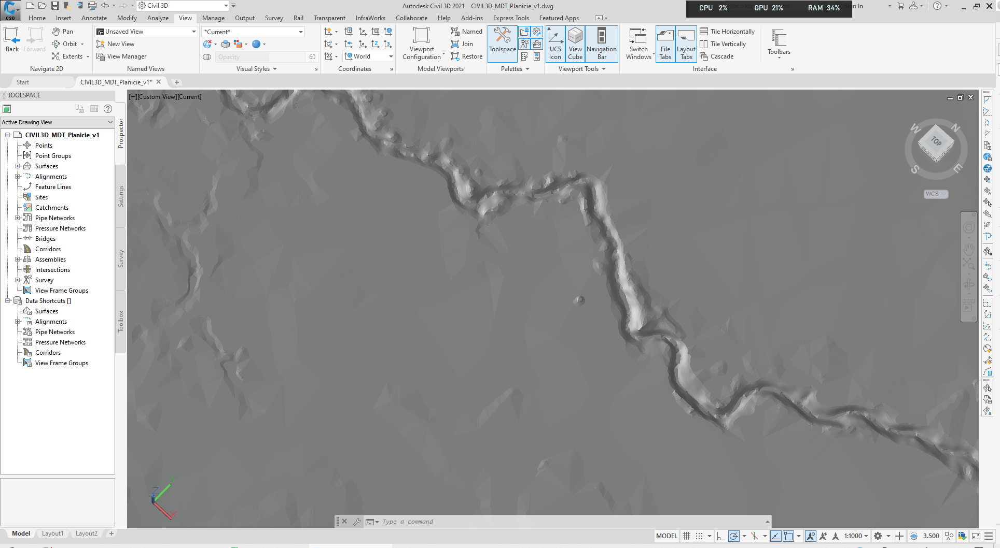 C3D
Civil 3D
Autodesk Civil 3D 2021 CIVIL3D_MDT_Planicie_v1.dwg
CPU 2% GPU 21% RAM 34%
Sign In
Home Insert Annotate Modify Analyze View Manage Output Survey Rail Transparent InfraWorks Collaborate Help Add-ins Express Tools Featured Apps
Back
Forward
Pan
Orbit
Extents
Navigate 2D
Unsaved View
New View
View Manager
Named Views
*Current*
Opacity 60
Visual Styles
World
Coordinates
Viewport
Configuration
Named
Join
Restore
Model Viewports
Toolspace
Palettes
UCS
Icon
View
Cube
Navigation
Bar
Viewport Tools
Switch
Windows
File
Tabs
Layout
Tabs
Tile Horizontally
Tile Vertically
Cascade
Interface
Toolbars
Start
CIVIL3D_MDT_Planicie_v1*
TOOLSPACE
Active Drawing View
CIVIL3D_MDT_Planicie_v1
Points
Point Groups
Surfaces
Alignments
Feature Lines
Sites
Catchments
Pipe Networks
Pressure Networks
Bridges
Corridors
Assemblies
Intersections
Survey
View Frame Groups
Data Shortcuts []
Surfaces
Alignments
Pipe Networks
Pressure Networks
Corridors
View Frame Groups
Prospector
Settings
Survey
Toolbox
[−][Custom View][Current]
W N
TOP
S E
WCS
Z Y
X
Type a command
Model Layout1 Layout2
MODEL 1:1000 3.500